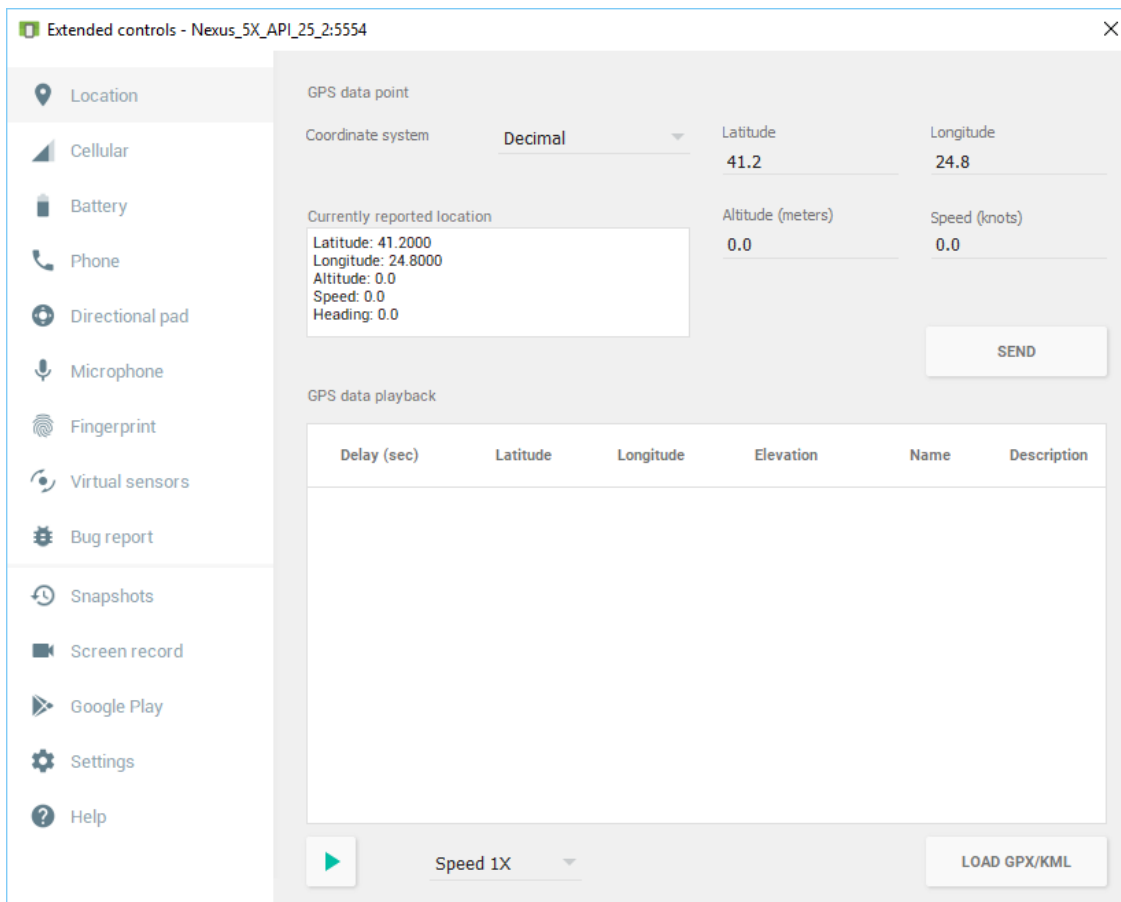 Extended controls - Nexus_5X_API_25_2:5554
Location
Cellular
Battery
Phone
Directional pad
Microphone
Fingerprint
Virtual sensors
Bug report
Snapshots
Screen record
Google Play
Settings
Help
GPS data point
Coordinate system
Decimal
Latitude
41.2
Longitude
24.8
Currently reported location
Latitude: 41.2000
Longitude: 24.8000
Altitude: 0.0
Speed: 0.0
Heading: 0.0
Altitude (meters)
0.0
Speed (knots)
0.0
SEND
GPS data playback
Delay (sec) Latitude Longitude Elevation Name Description
Speed 1X
LOAD GPX/KML